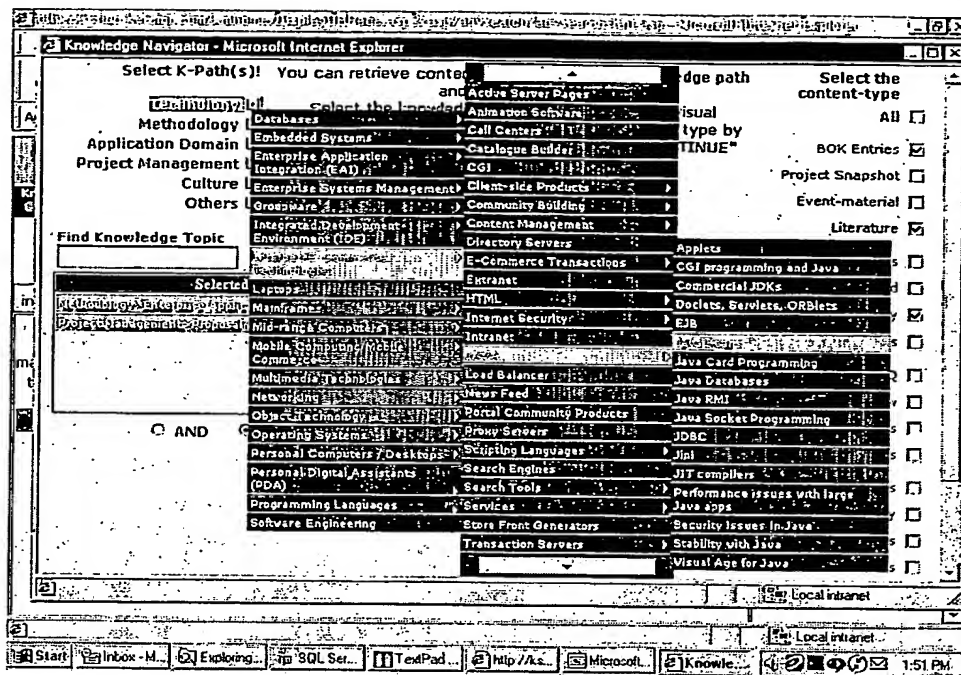 Knowledge Navigator - Microsoft Internet Explorer
Select K-Path(s)! You can retrieve conte
dge path
Select the
content-type
and
Technology
Methodology
Application Domain
Project Management
Culture
Others
Find Knowledge Topic
Selected
AND
Databases
Embedded Systems
Enterprise Application
Integration (EAI)
Enterprise Systems Management
Groupware
Integrated Development
Environment (IDE)
Laptops
Mainframes
Mid-range Computers
Mobile Computing/Mobile
Commerce
Multimedia Technologies
Networking
Object Technology
Operating Systems
Personal Computers / Desktops
Personal Digital Assistants
(PDA)
Programming Languages
Software Engineering
Active Server Pages
Animation Software
Call Centers
Catalogue Builder
CGI
Client-side Products
Community Building
Content Management
Directory Servers
E-Commerce Transactions
Extranet
HTML
Internet Security
Intranet
Load Balancer
News Feed
Portal Community Products
Proxy Servers
Scripting Languages
Search Engines
Search Tools
Services
Store Front Generators
Transaction Servers
isual
type by
TINUE"
All
BOK Entries
Project Snapshot
Event-material
Literature
Applets
CGI programming and Java
Commercial JDKs
Doclets, Servlets, ORBlets
EJB
Java Card Programming
Java Databases
Java RMI
Java Socket Programming
JDBC
Jini
JIT compilers
Performance issues with large
Java apps
Security Issues In Java
Stability with Java
Visual Age for Java
Local intranet
Local intranet
Start
Inbox - M...
Exploring...
SQL Ser...
TextPad ...
http://ks...
Microsoft...
Knowle...
1:51 PM